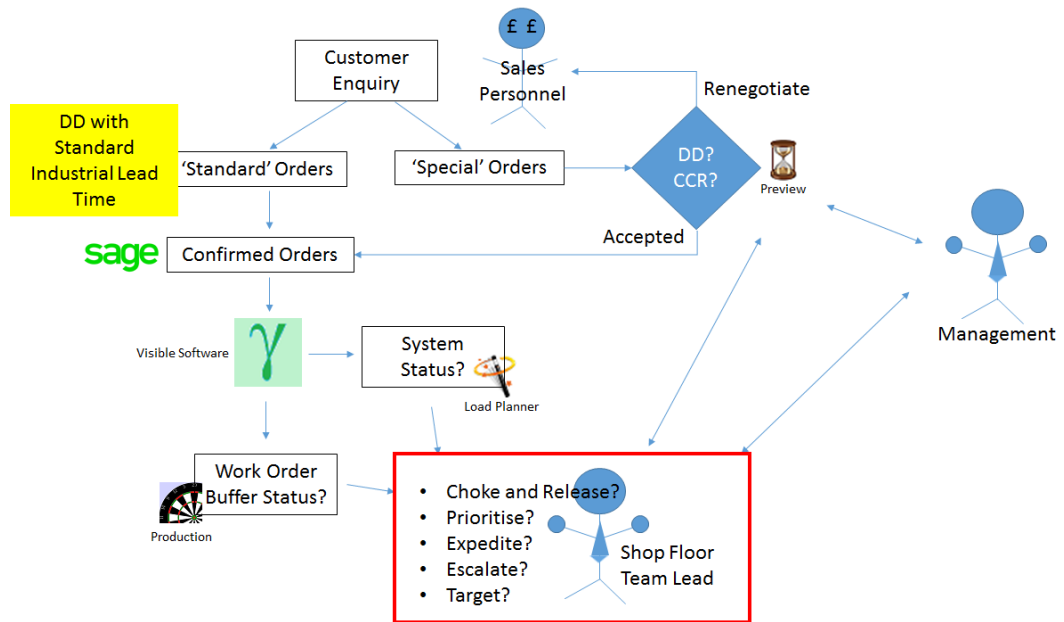 £ £
Customer
Enquiry
Sales
Personnel
Renegotiate
DD with
Standard
Industrial Lead
Time
'Standard' Orders
'Special' Orders
DD?
CCR?
Preview
Accepted
sage
Confirmed Orders
Management
Visible Software
γ
System
Status?
Load Planner
Work Order
Buffer Status?
Production
• Choke and Release?
• Prioritise?
• Expedite?
• Escalate?
• Target?
Shop Floor
Team Lead